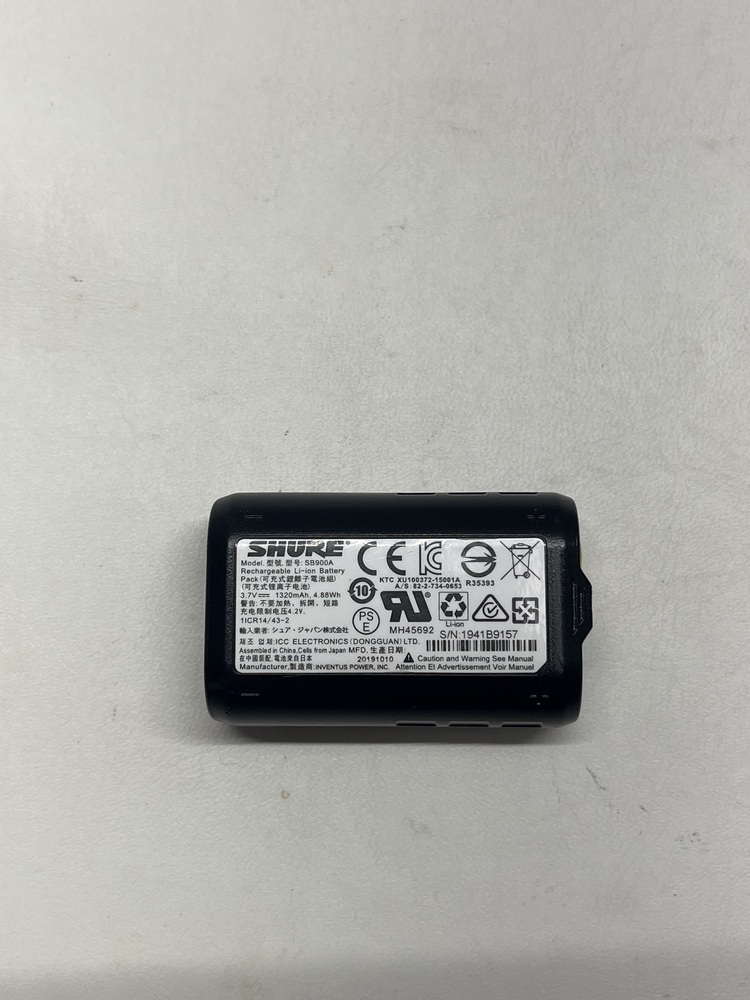 SHURE®
Model. 型號. 型号: SB900A
Rechargeable Li-ion Battery
Pack (可充式鋰離子電池組)
(可充式锂离子电池)
3.7V 1320mAh, 4.88Wh
警告: 不要加熱、拆開、短路
充电限制电压4.2V.
1ICR14/43-2
輸入業者: シュア・ジャパン株式会社
제조 업체:ICC ELECTRONICS (DONGGUAN) LTD.
Assembled in China,Cells from Japan MFD. 生產日期:
在中國裝配, 電池來自日本 20191010
Manufacturer,製造商:INVENTUS POWER, INC.
CE
KC
KTC XU100372-15001A
A/S: 82-2-734-0653
R35393
10
PS
E
RU
MH45692
Li-ion
S/N:1941B9157
Caution and Warning See Manual
Attention Et Advertissement Voir Manuel